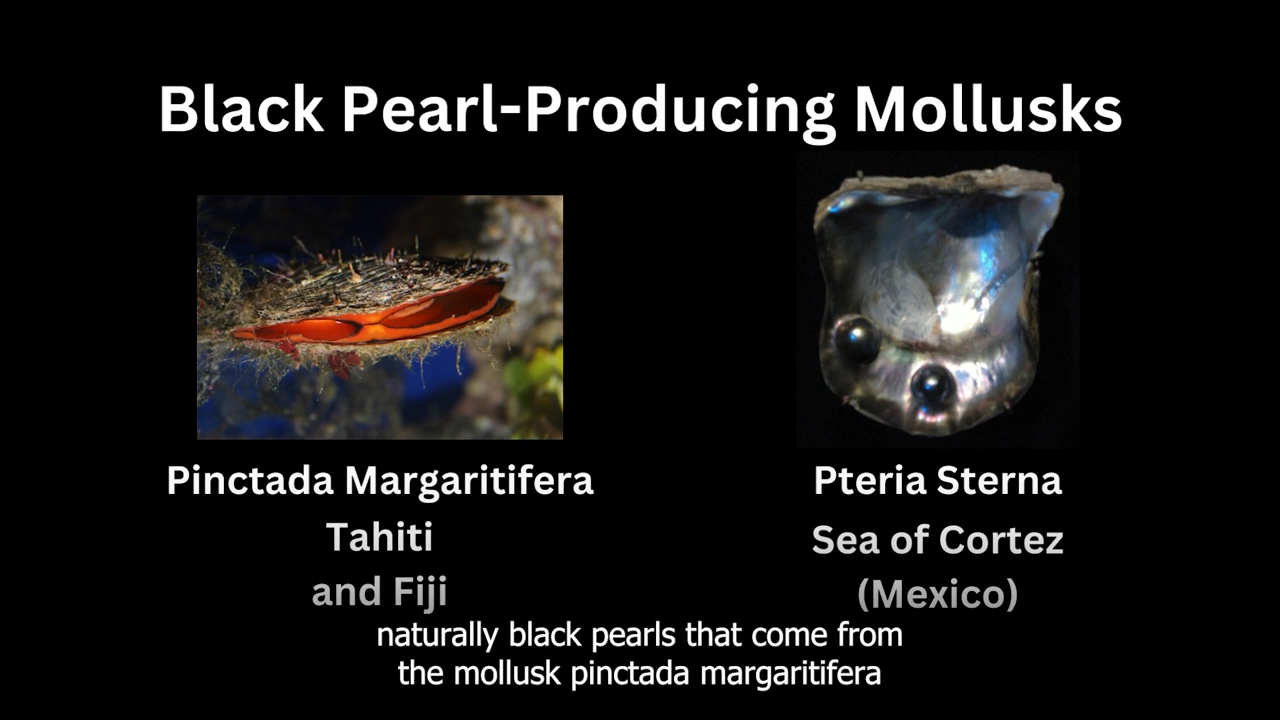 Black Pearl-Producing Mollusks
Pinctada Margaritifera
Tahiti
and Fiji
Pteria Sterna
Sea of Cortez
(Mexico)
naturally black pearls that come from
the mollusk pinctada margaritifera